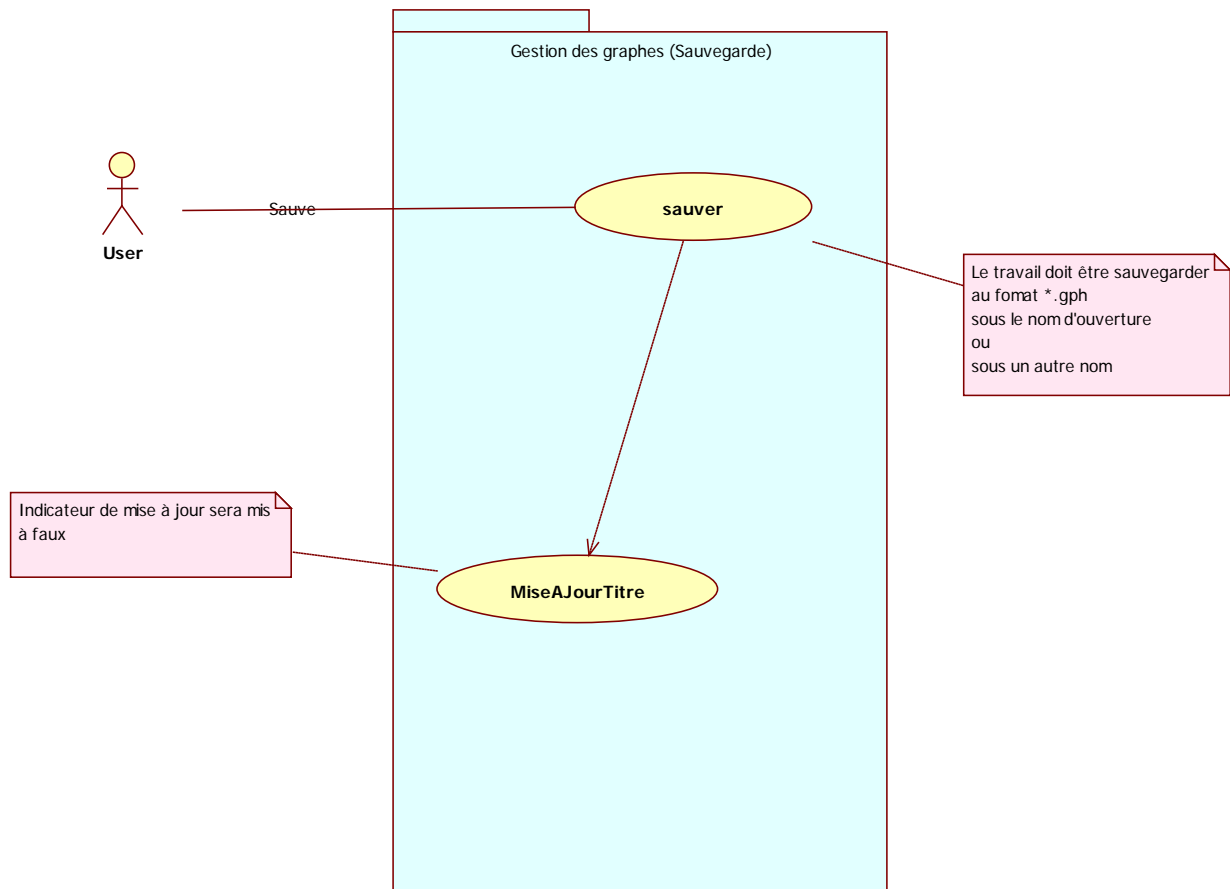 Gestion des graphes (Sauvegarde)
Sauve
sauver
User
Le travail doit être sauvegarder
au fomat *.gph
sous le nom d'ouverture
ou
sous un autre nom
Indicateur de mise à jour sera mis
à faux
MiseAJourTitre